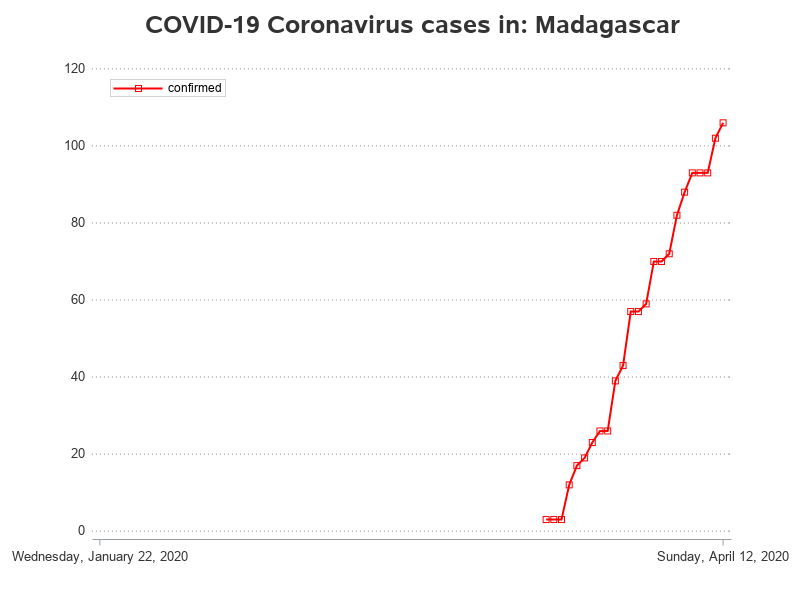 COVID-19 Coronavirus cases in: Madagascar
120
confirmed
100
80
60
40
20
0
Wednesday, January 22, 2020 Sunday, April 12, 2020